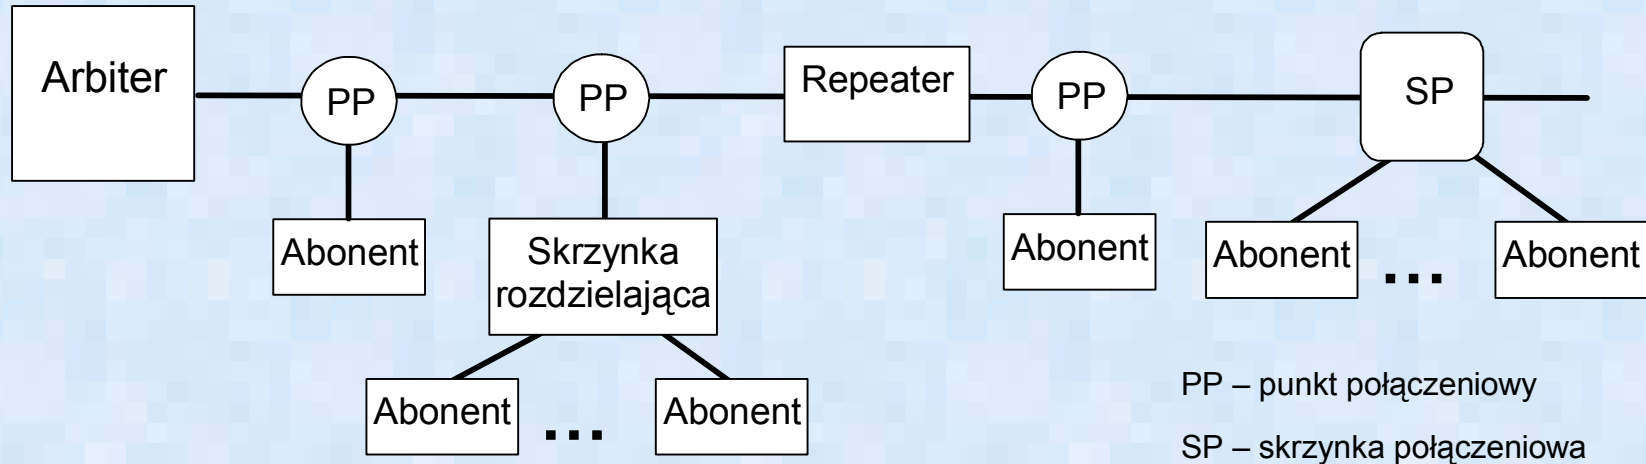 Arbiter
PP
PP
Repeater
PP
SP
Abonent
Skrzynka
rozdzielająca
Abonent
Abonent
...
Abonent
Abonent
...
Abonent
PP – punkt połączeniowy
SP – skrzynka połączeniowa